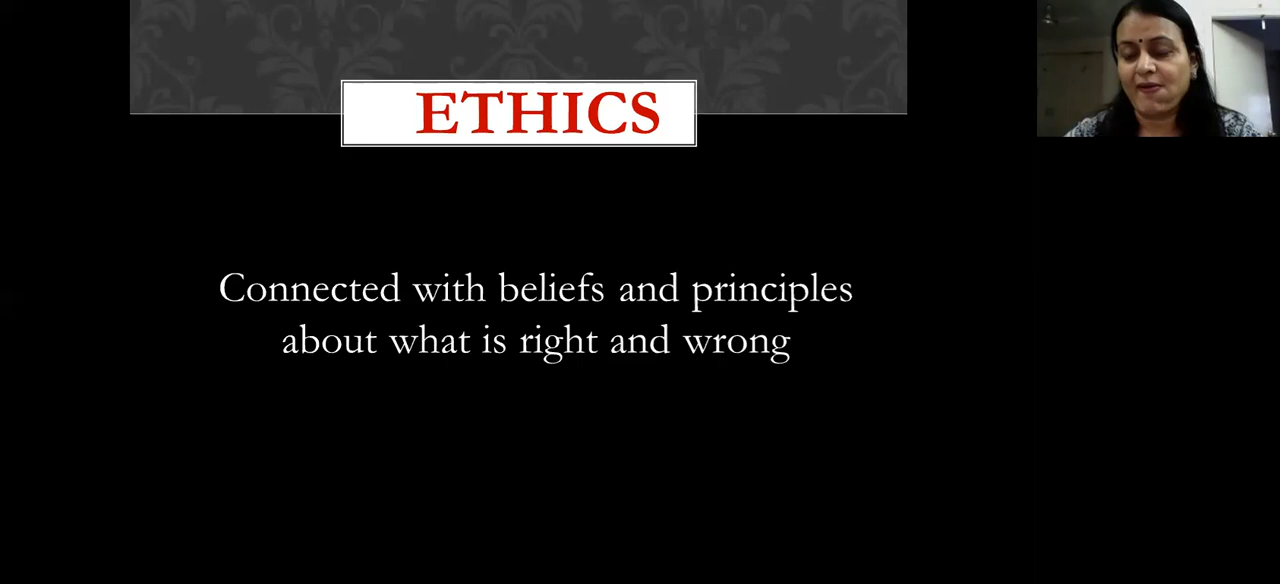 ETHICS
Connected with beliefs and principles
about what is right and wrong